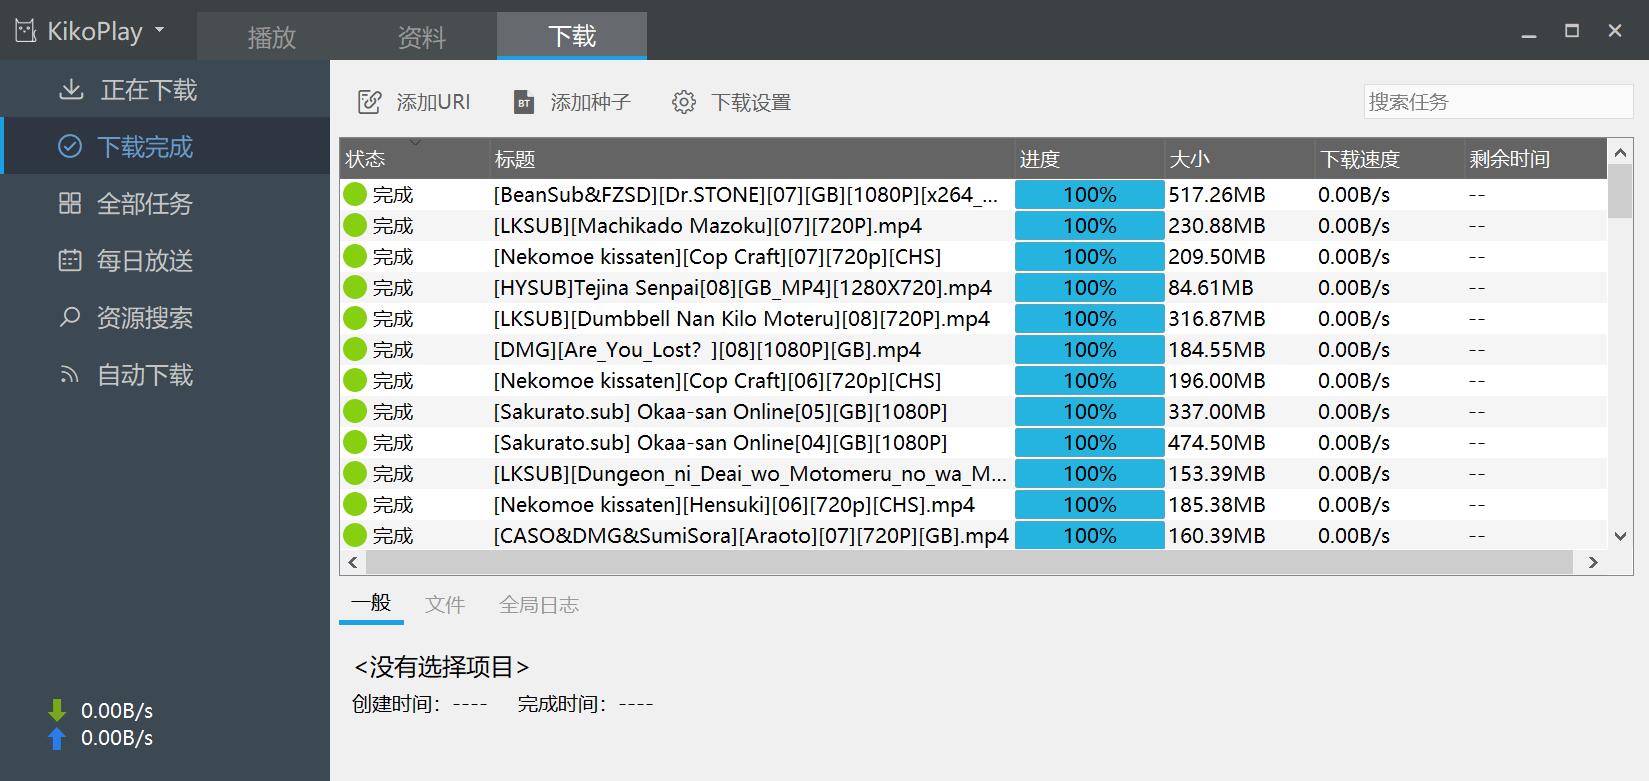 KikoPlay 播放 资料 下载
正在下载
下载完成
全部任务
每日放送
资源搜索
自动下载
0.00B/s
0.00B/s
添加URI BT 添加种子 下载设置 搜索任务
状态 标题 进度 大小 下载速度 剩余时间
完成 [BeanSub&FZSD][Dr.STONE][07][GB][1080P][x264_... 100% 517.26MB 0.00B/s --
完成 [LKSUB][Machikado Mazoku][07][720P].mp4 100% 230.88MB 0.00B/s --
完成 [Nekomoe kissaten][Cop Craft][07][720p][CHS] 100% 209.50MB 0.00B/s --
完成 [HYSUB]Tejina Senpai[08][GB_MP4][1280X720].mp4 100% 84.61MB 0.00B/s --
完成 [LKSUB][Dumbbell Nan Kilo Moteru][08][720P].mp4 100% 316.87MB 0.00B/s --
完成 [DMG][Are_You_Lost？][08][1080P][GB].mp4 100% 184.55MB 0.00B/s --
完成 [Nekomoe kissaten][Cop Craft][06][720p][CHS] 100% 196.00MB 0.00B/s --
完成 [Sakurato.sub] Okaa-san Online[05][GB][1080P] 100% 337.00MB 0.00B/s --
完成 [Sakurato.sub] Okaa-san Online[04][GB][1080P] 100% 474.50MB 0.00B/s --
完成 [LKSUB][Dungeon_ni_Deai_wo_Motomeru_no_wa_M... 100% 153.39MB 0.00B/s --
完成 [Nekomoe kissaten][Hensuki][06][720p][CHS].mp4 100% 185.38MB 0.00B/s --
完成 [CASO&DMG&SumiSora][Araoto][07][720P][GB].mp4 100% 160.39MB 0.00B/s --
一般 文件 全局日志
<没有选择项目>
创建时间：---- 完成时间：----